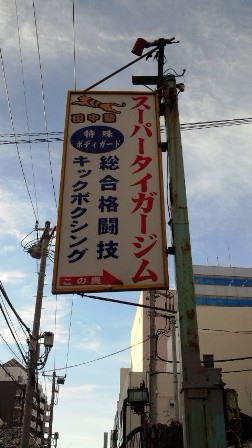 スーパータイガージム
田中塾
特殊
ボディガード
総合格闘技
キックボクシング
この奥